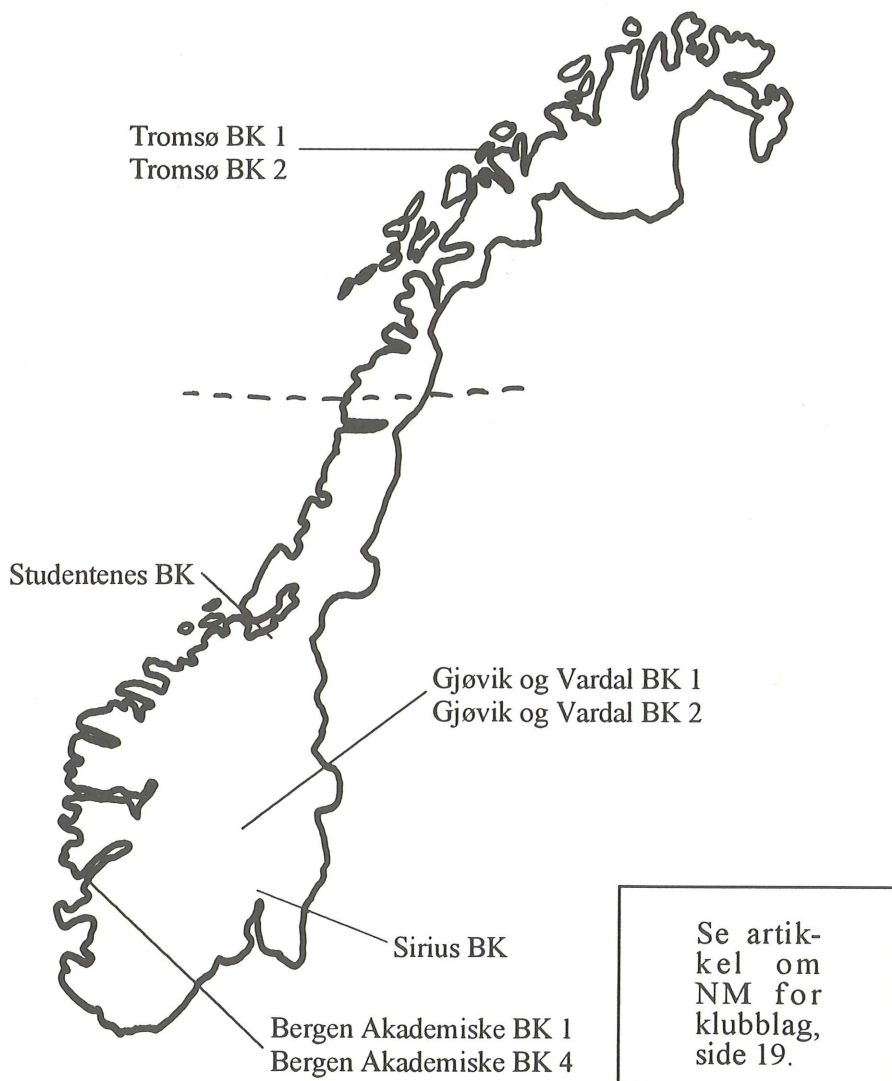 Tromsø BK 1
Tromsø BK 2
Studentenes BK
Gjøvik og Vardal BK 1
Gjøvik og Vardal BK 2
Sirius BK
Bergen Akademiske BK 1
Bergen Akademiske BK 4
Se artik-
kel om
NM for
klubblag,
side 19.